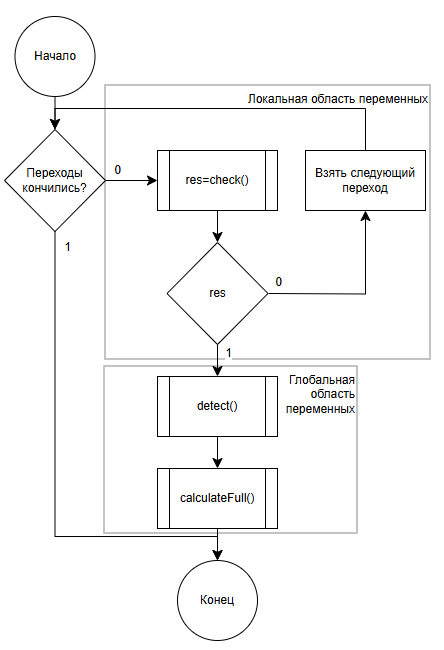 Начало
Локальная область переменных
Переходы
кончились?
0
res=check()
Взять следующий
переход
1
res
0
1
Глобальная
область
переменных
detect()
calculateFull()
Конец